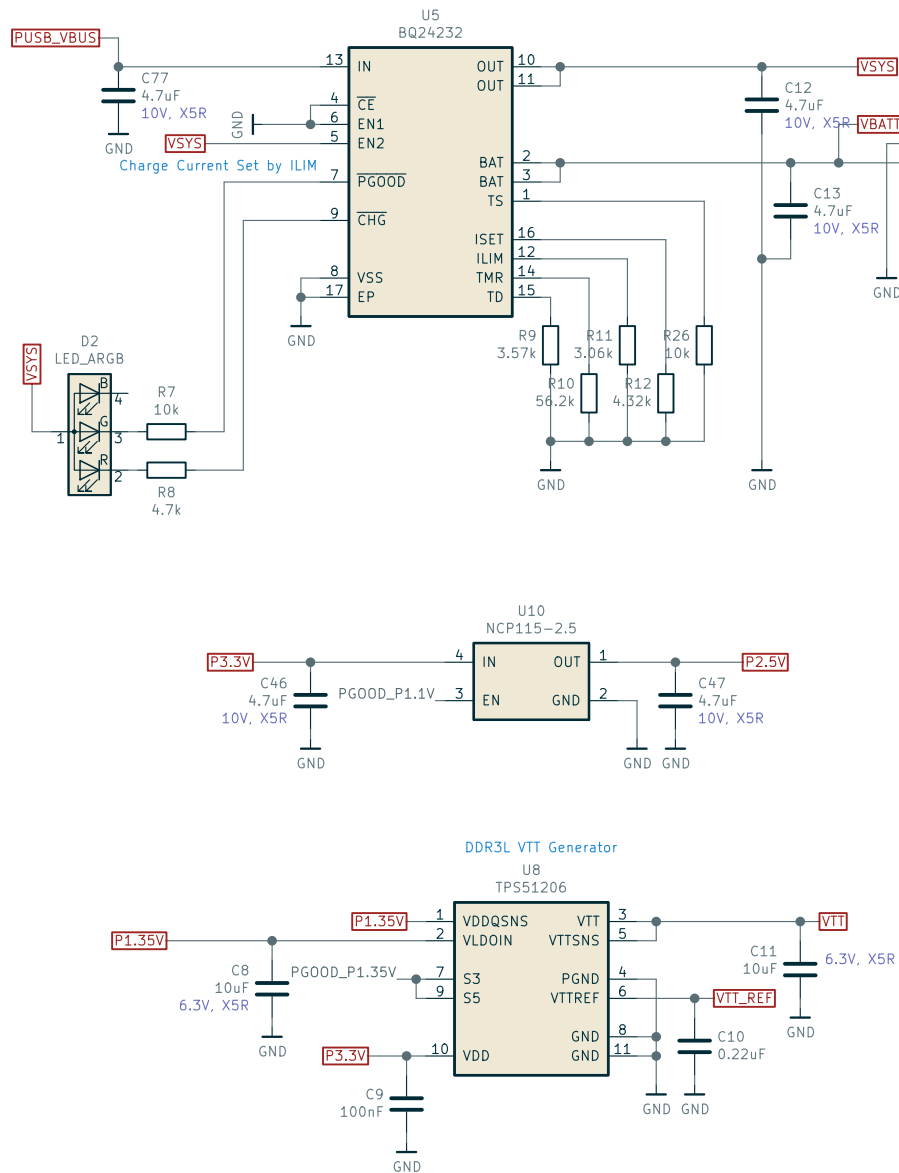 U5
BQ24232
PUSB_VBUS
C77
4.7uF
10V, X5R
GND
13 IN
4 CE
6 EN1
5 EN2
7 PGOOD
9 CHG
8 VSS
17 EP
OUT 10
OUT 11
BAT 2
BAT 3
TS 1
ISET 16
ILIM 12
TMR 14
TD 15
GND
VSYS
Charge Current Set by ILIM
GND
VSYS
C12
4.7uF
10V, X5R
VBATT
C13
4.7uF
10V, X5R
GND
GND
R9
3.57k
R11
3.06k
R26
10k
R10
56.2k
R12
4.32k
GND
VSYS
D2
LED_ARGB
B
4
G
1
3
R
2
R7
10k
R8
4.7k
U10
NCP115-2.5
P3.3V
C46
4.7uF
10V, X5R
GND
PGOOD_P1.1V
4 IN
3 EN
OUT 1
GND 2
GND
P2.5V
C47
4.7uF
10V, X5R
GND
DDR3L VTT Generator
U8
TPS51206
P1.35V
P1.35V
C8
10uF
6.3V, X5R
GND
PGOOD_P1.35V
P3.3V
C9
100nF
GND
1 VDDQSNS
2 VLDOIN
7 S3
9 S5
10 VDD
VTT 3
VTTSNS 5
PGND 4
VTTREF 6
GND 8
GND 11
VTT
C11
10uF
6.3V, X5R
GND
VTT_REF
C10
0.22uF
GND
GND